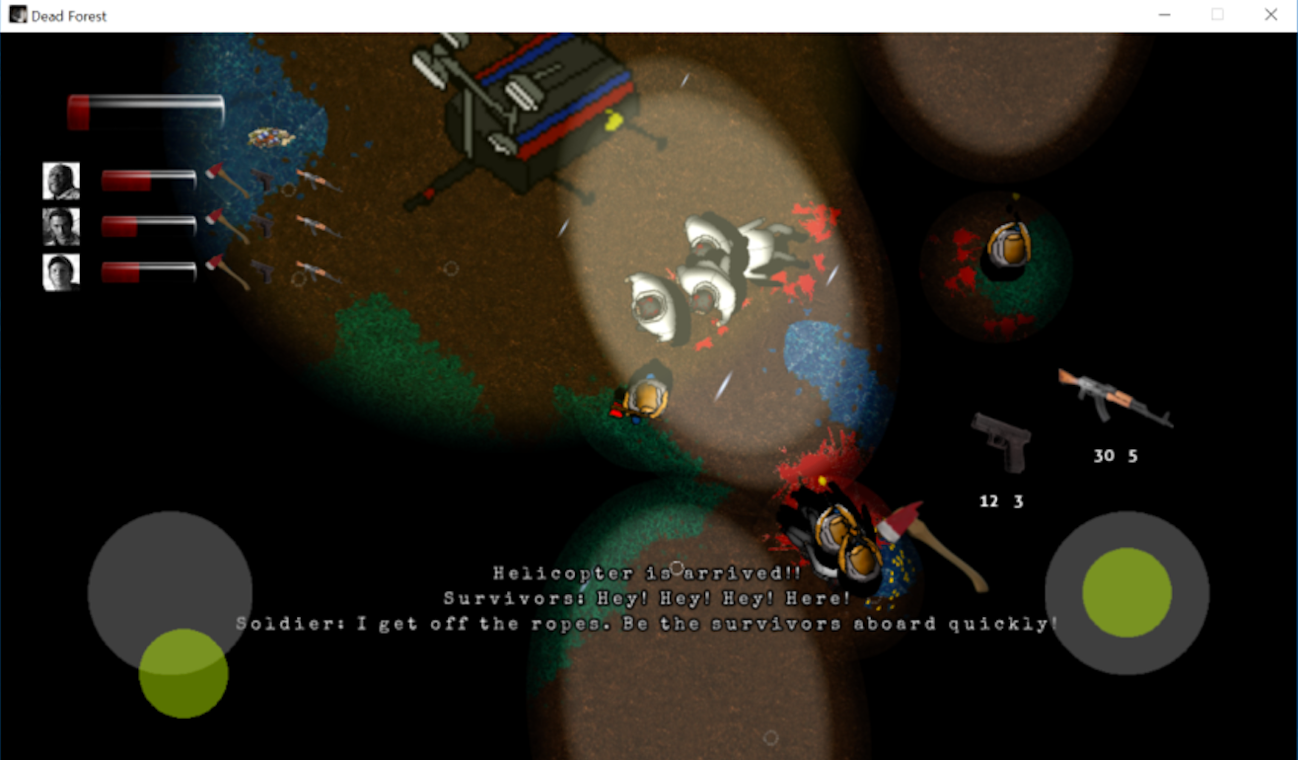 Dead Forest
30 5
12 3
Helicopter is arrived!!
Survivors: Hey! Hey! Hey! Here!
Soldier: I get off the ropes. Be the survivors aboard quickly!